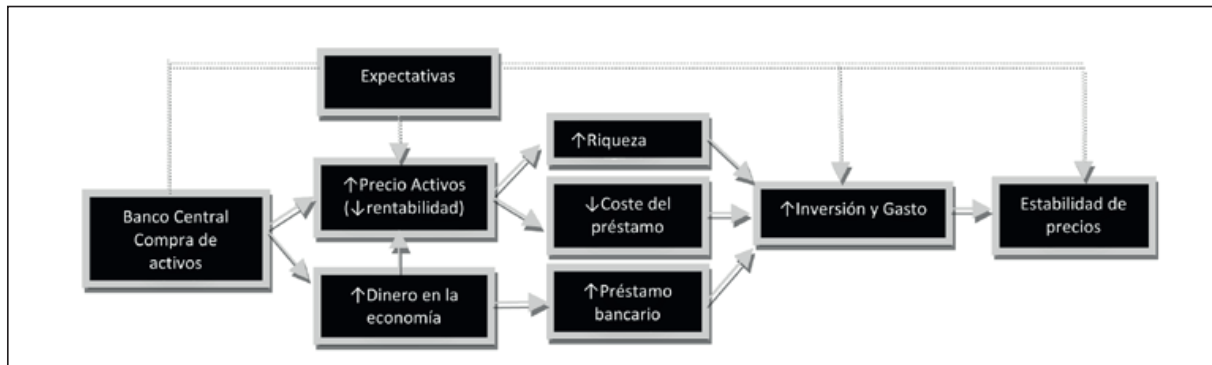 Expectativas
↑Riqueza
↑Precio Activos
(↓rentabilidad)
Banco Central
Compra de
activos
↓Coste del
préstamo
↑Inversión y Gasto
Estabilidad de
precios
↑Dinero en la
economía
↑Préstamo
bancario